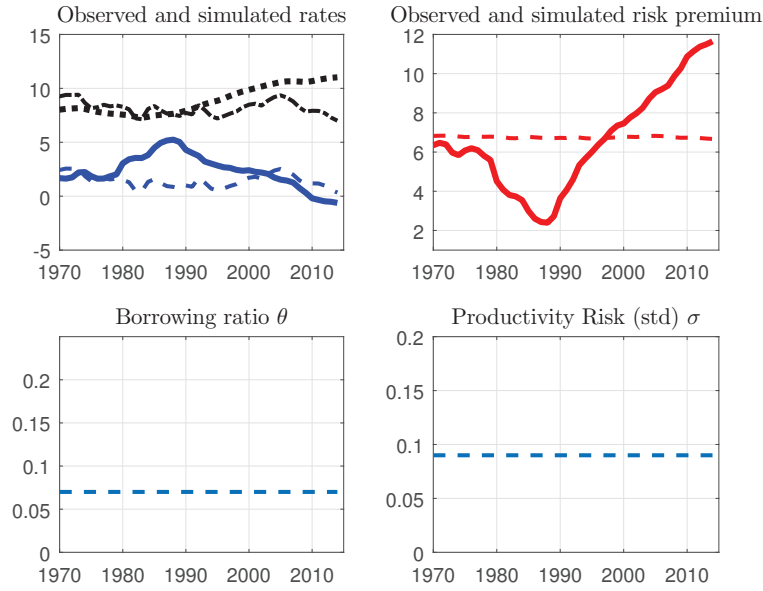 Observed and simulated rates
15
10
5
0
-5
1970 1980 1990 2000 2010
Observed and simulated risk premium
12
10
8
6
4
2
1970 1980 1990 2000 2010
Borrowing ratio θ
0.2
0.15
0.1
0.05
0
1970 1980 1990 2000 2010
Productivity Risk (std) σ
0.2
0.15
0.1
0.05
0
1970 1980 1990 2000 2010